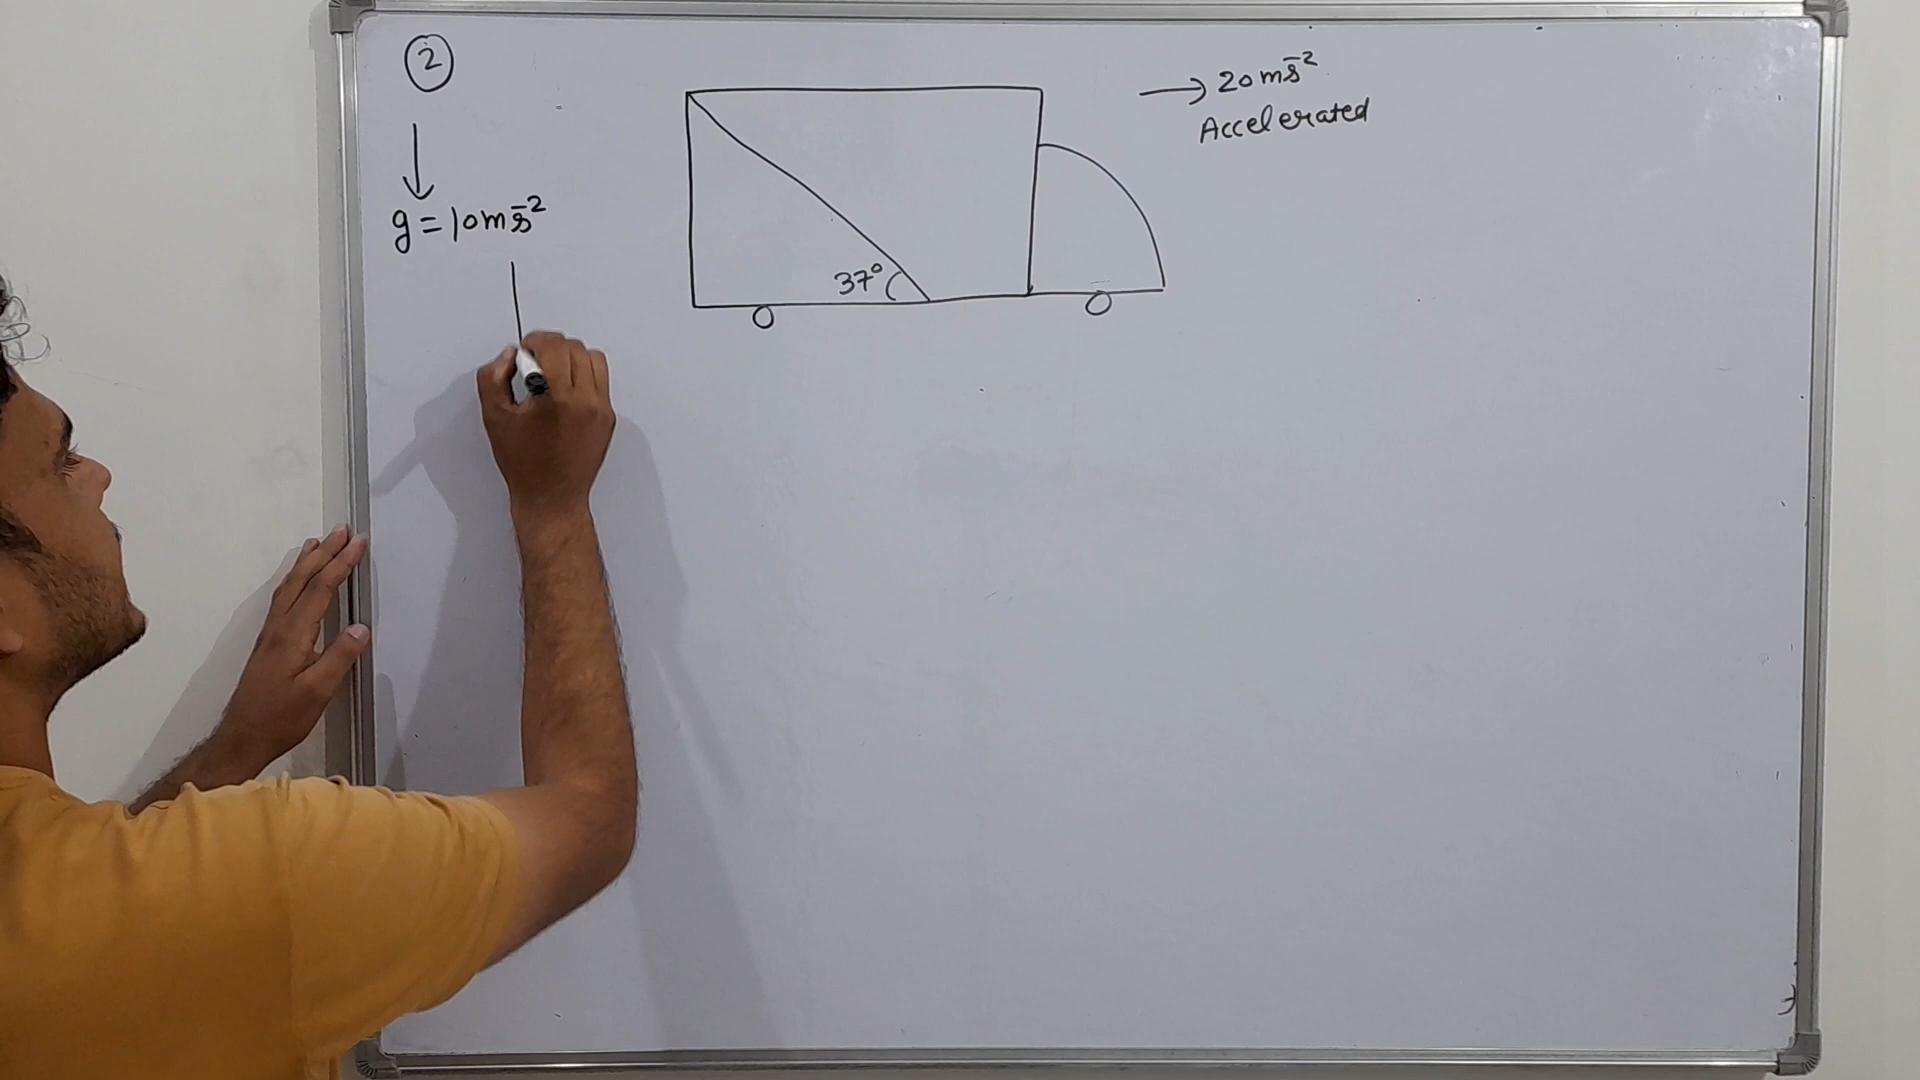 2
g = 10 ms⁻²
37°
→ 20 ms⁻²
Accelerated